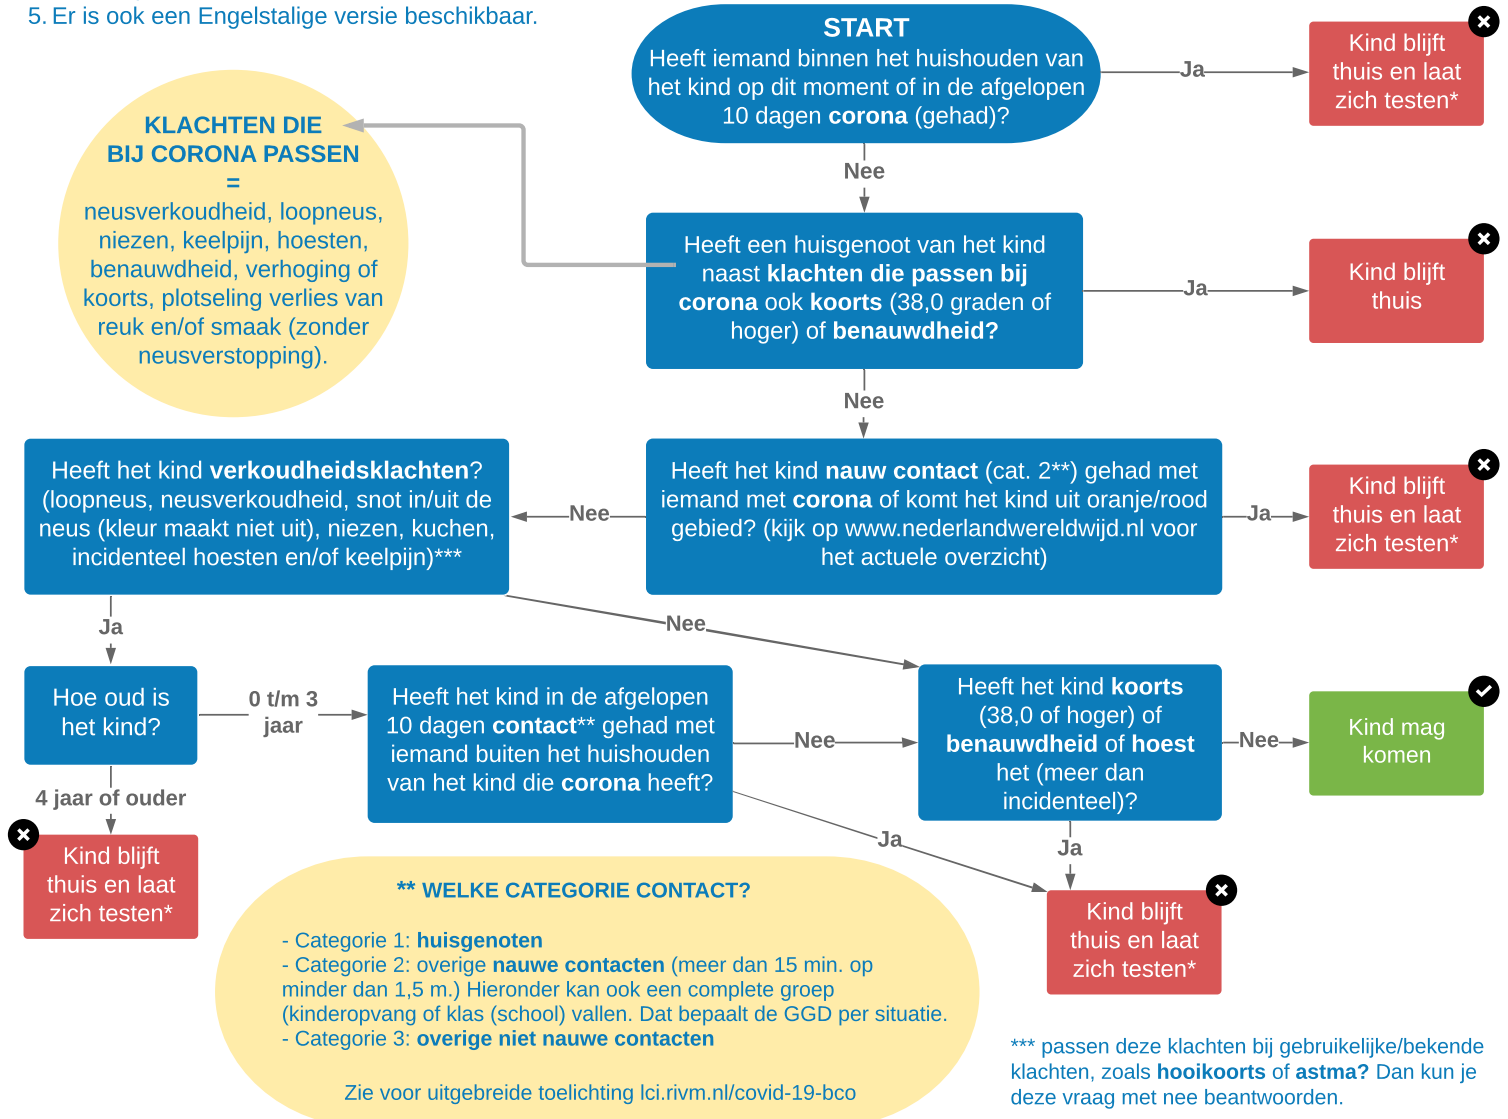 5. Er is ook een Engelstalige versie beschikbaar.
START
Heeft iemand binnen het huishouden van
het kind op dit moment of in de afgelopen
10 dagen corona (gehad)?
Ja
Kind blijft
thuis en laat
zich testen*
KLACHTEN DIE
BIJ CORONA PASSEN
=
neusverkoudheid, loopneus,
niezen, keelpijn, hoesten,
benauwdheid, verhoging of
koorts, plotseling verlies van
reuk en/of smaak (zonder
neusverstopping).
Nee
Heeft een huisgenoot van het kind
naast klachten die passen bij
corona ook koorts (38,0 graden of
hoger) of benauwdheid?
Ja
Kind blijft
thuis
Nee
Heeft het kind verkoudheidsklachten?
(loopneus, neusverkoudheid, snot in/uit de
neus (kleur maakt niet uit), niezen, kuchen,
incidenteel hoesten en/of keelpijn)***
Nee
Heeft het kind nauw contact (cat. 2**) gehad met
iemand met corona of komt het kind uit oranje/rood
gebied? (kijk op www.nederlandwereldwijd.nl voor
het actuele overzicht)
Ja
Kind blijft
thuis en laat
zich testen*
Ja
Nee
Hoe oud is
het kind?
0 t/m 3
jaar
Heeft het kind in de afgelopen
10 dagen contact** gehad met
iemand buiten het huishouden
van het kind die corona heeft?
Nee
Heeft het kind koorts
(38,0 of hoger) of
benauwdheid of hoest
het (meer dan
incidenteel)?
Nee
Kind mag
komen
4 jaar of ouder
Ja
Ja
Kind blijft
thuis en laat
zich testen*
Kind blijft
thuis en laat
zich testen*
** WELKE CATEGORIE CONTACT?
- Categorie 1: huisgenoten
- Categorie 2: overige nauwe contacten (meer dan 15 min. op
minder dan 1,5 m.) Hieronder kan ook een complete groep
(kinderopvang of klas (school) vallen. Dat bepaalt de GGD per situatie.
- Categorie 3: overige niet nauwe contacten
Zie voor uitgebreide toelichting lci.rivm.nl/covid-19-bco
*** passen deze klachten bij gebruikelijke/bekende
klachten, zoals hooikoorts of astma? Dan kun je
deze vraag met nee beantwoorden.